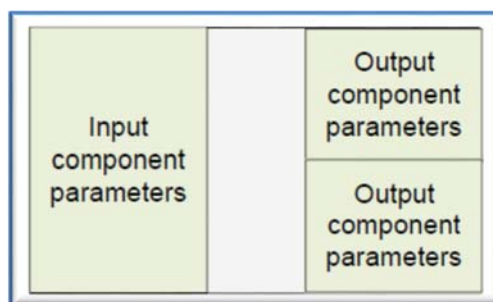 Input
component
parameters
Output
component
parameters
Output
component
parameters